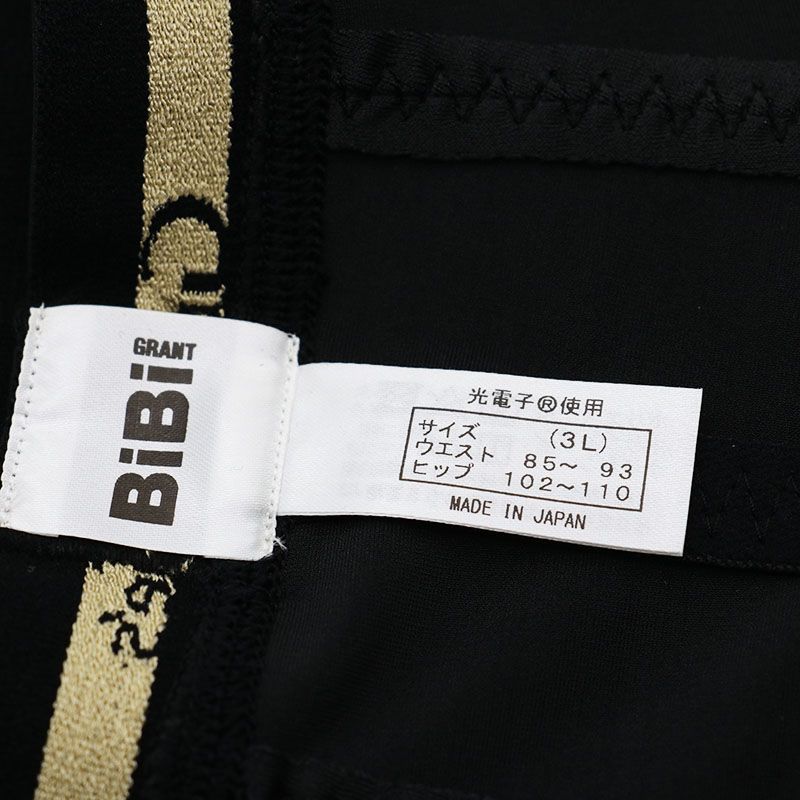 GRANT
BiBi
光電子®使用
サイズ (3L)
ウエスト 85～ 93
ヒップ 102～110
MADE IN JAPAN